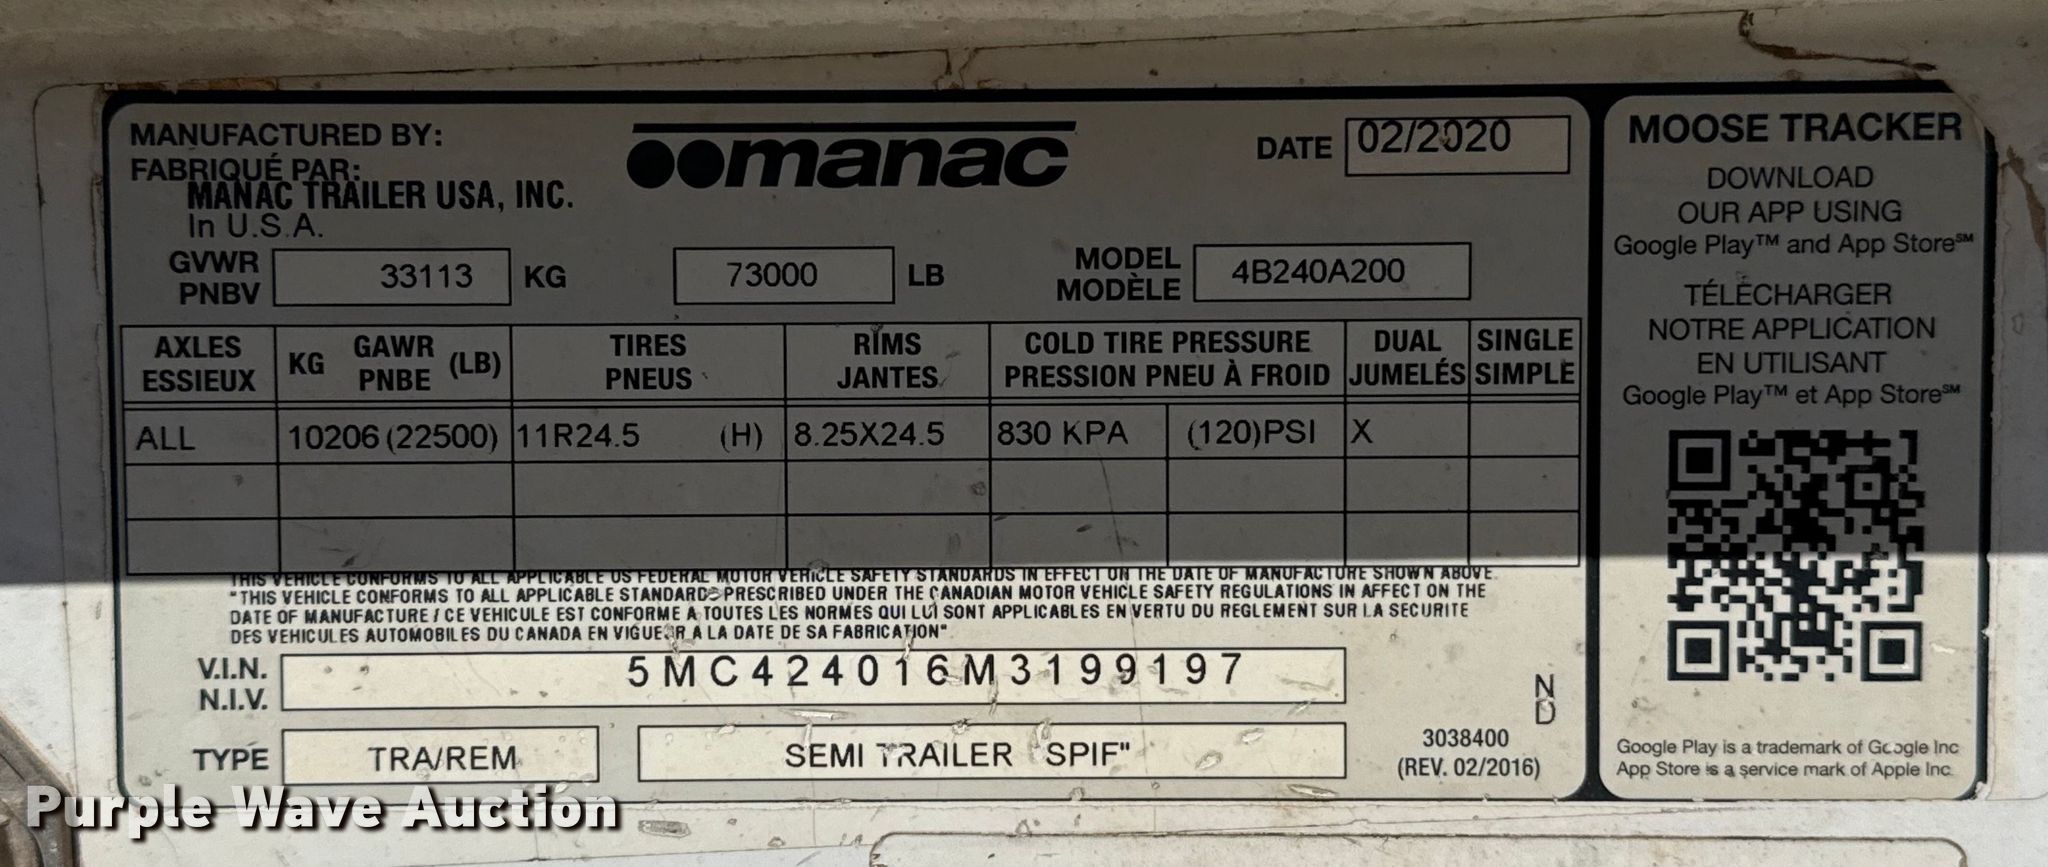 MANUFACTURED BY:
FABRIQUÉ PAR:
MANAC TRAILER USA, INC.
In U.S.A.
manac
DATE 02/2020
GVWR
PNBV
33113 KG 73000 LB
MODEL
MODÈLE
4B240A200
AXLES
ESSIEUX
KG GAWR (LB)
PNBE
TIRES
PNEUS
RIMS
JANTES
COLD TIRE PRESSURE
PRESSION PNEU À FROID
DUAL
JUMELÉS
SINGLE
SIMPLE
ALL 10206 (22500) 11R24.5 (H) 8.25X24.5 830 KPA (120)PSI X
THIS VEHICLE CONFORMS TO ALL APPLICABLE US FEDERAL MOTOR VEHICLE SAFETY STANDARDS IN EFFECT ON THE DATE OF MANUFACTURE SHOWN ABOVE.
"THIS VEHICLE CONFORMS TO ALL APPLICABLE STANDARDS PRESCRIBED UNDER THE CANADIAN MOTOR VEHICLE SAFETY REGULATIONS IN AFFECT ON THE
DATE OF MANUFACTURE / CE VEHICULE EST CONFORME A TOUTES LES NORMES QUI LUI SONT APPLICABLES EN VERTU DU REGLEMENT SUR LA SECURITE
DES VEHICULES AUTOMOBILES DU CANADA EN VIGUEUR A LA DATE DE SA FABRICATION"
V.I.N.
N.I.V.
5MC424016M3199197
TYPE TRA/REM SEMI TRAILER SPIF"
ND
3038400
(REV. 02/2016)
MOOSE TRACKER
DOWNLOAD
OUR APP USING
Google Play™ and App Store℠
TÉLÉCHARGER
NOTRE APPLICATION
EN UTILISANT
Google Play™ et App Store℠
Google Play is a trademark of Google Inc
App Store is a service mark of Apple Inc.
Purple Wave Auction